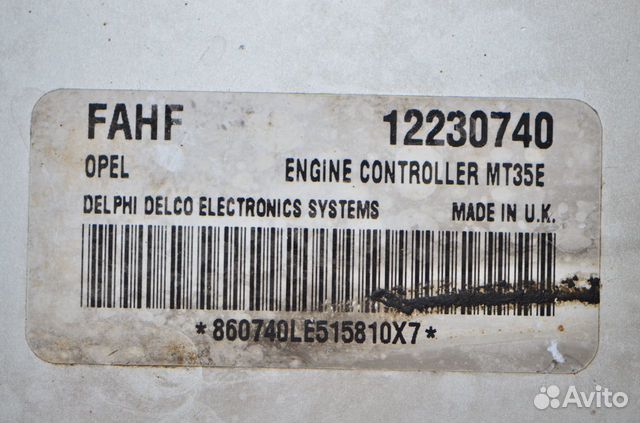 FAHF 12230740
OPEL ENGINE CONTROLLER MT35E
DELPHI DELCO ELECTRONICS SYSTEMS MADE IN U.K.
*860740LE515810X7*
Avito